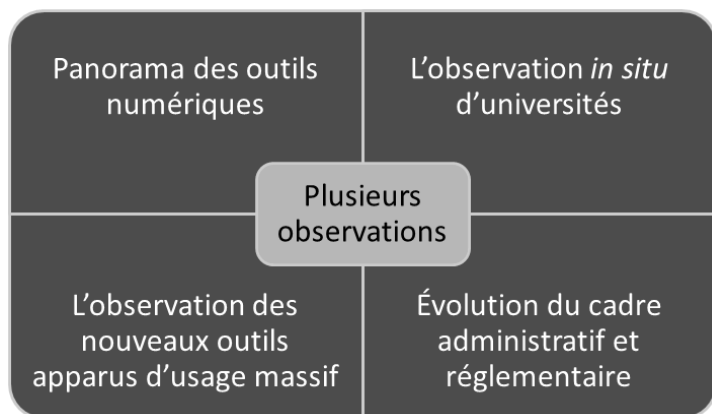 Panorama des outils
numériques
L’observation in situ
d’universités
Plusieurs
observations
L’observation des
nouveaux outils
apparus d’usage massif
Évolution du cadre
administratif et
réglementaire